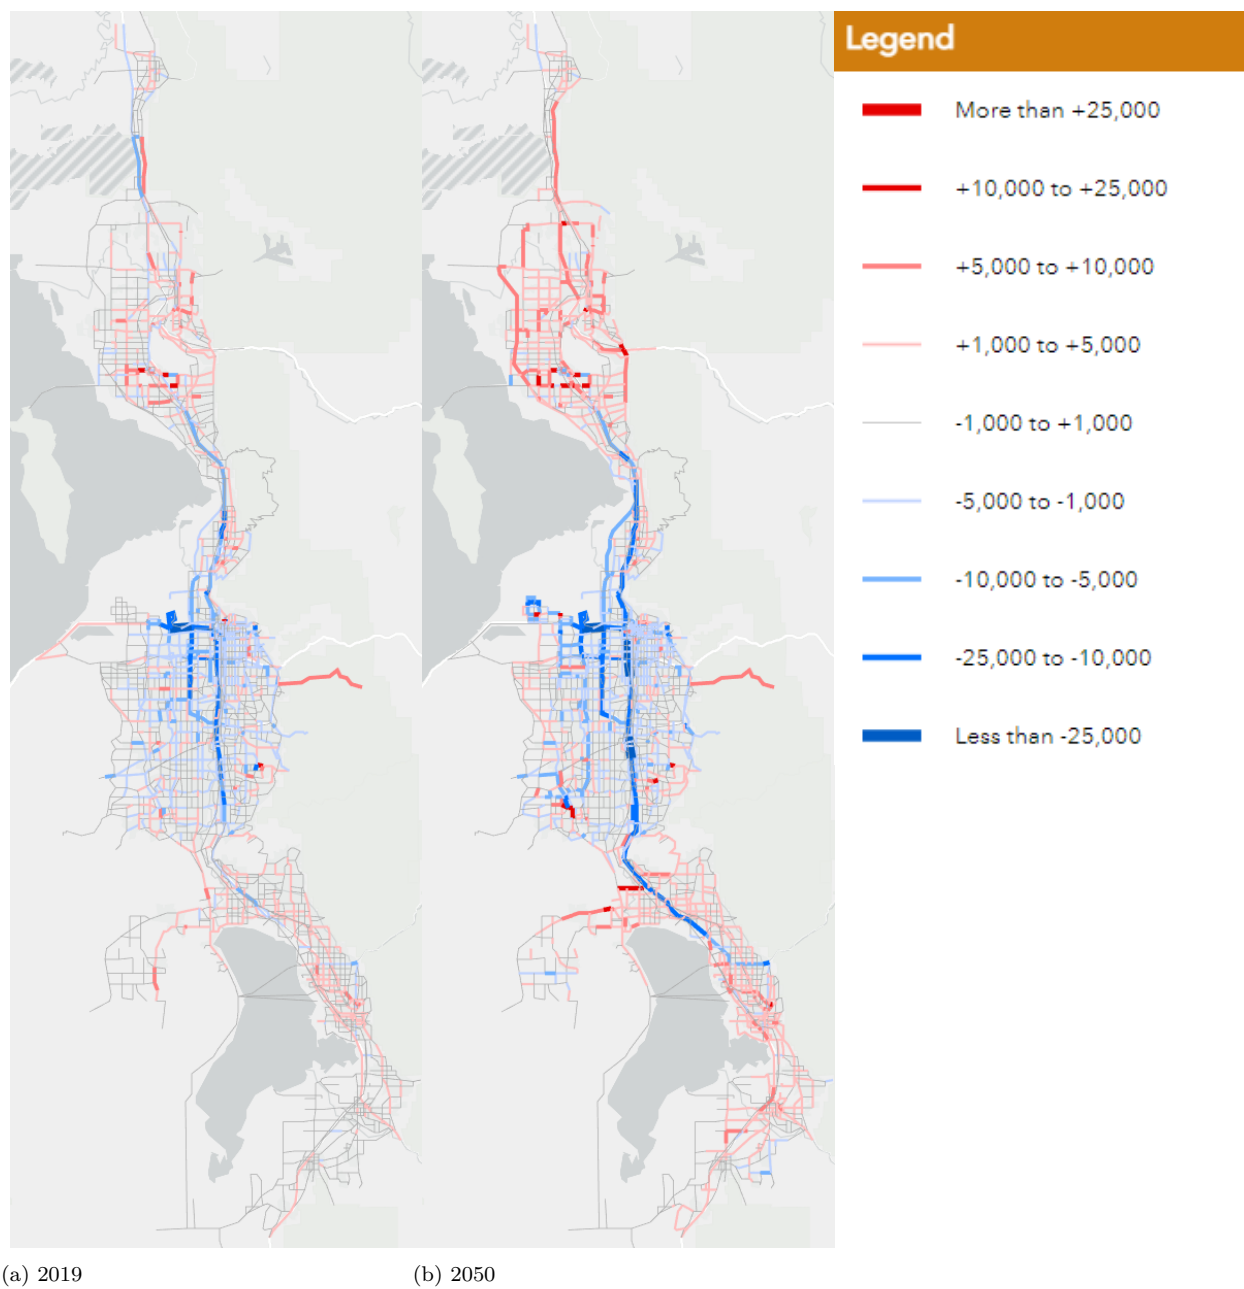 Legend
More than +25,000
+10,000 to +25,000
+5,000 to +10,000
+1,000 to +5,000
-1,000 to +1,000
-5,000 to -1,000
-10,000 to -5,000
-25,000 to -10,000
Less than -25,000
(a) 2019
(b) 2050